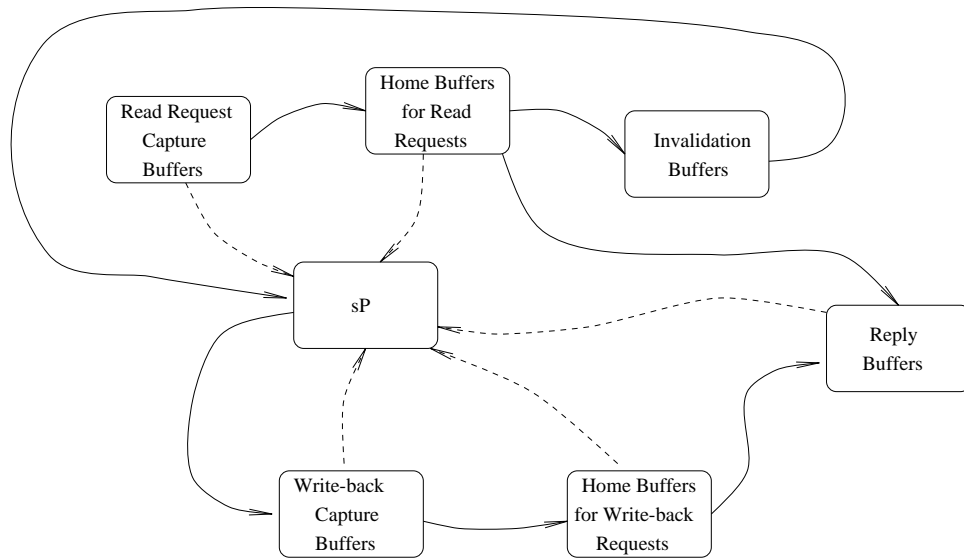 Home Buffers
for Read
Requests
Read Request
Capture
Buffers
Invalidation
Buffers
sP
Reply
Buffers
Write-back
Capture
Buffers
Home Buffers
for Write-back
Requests